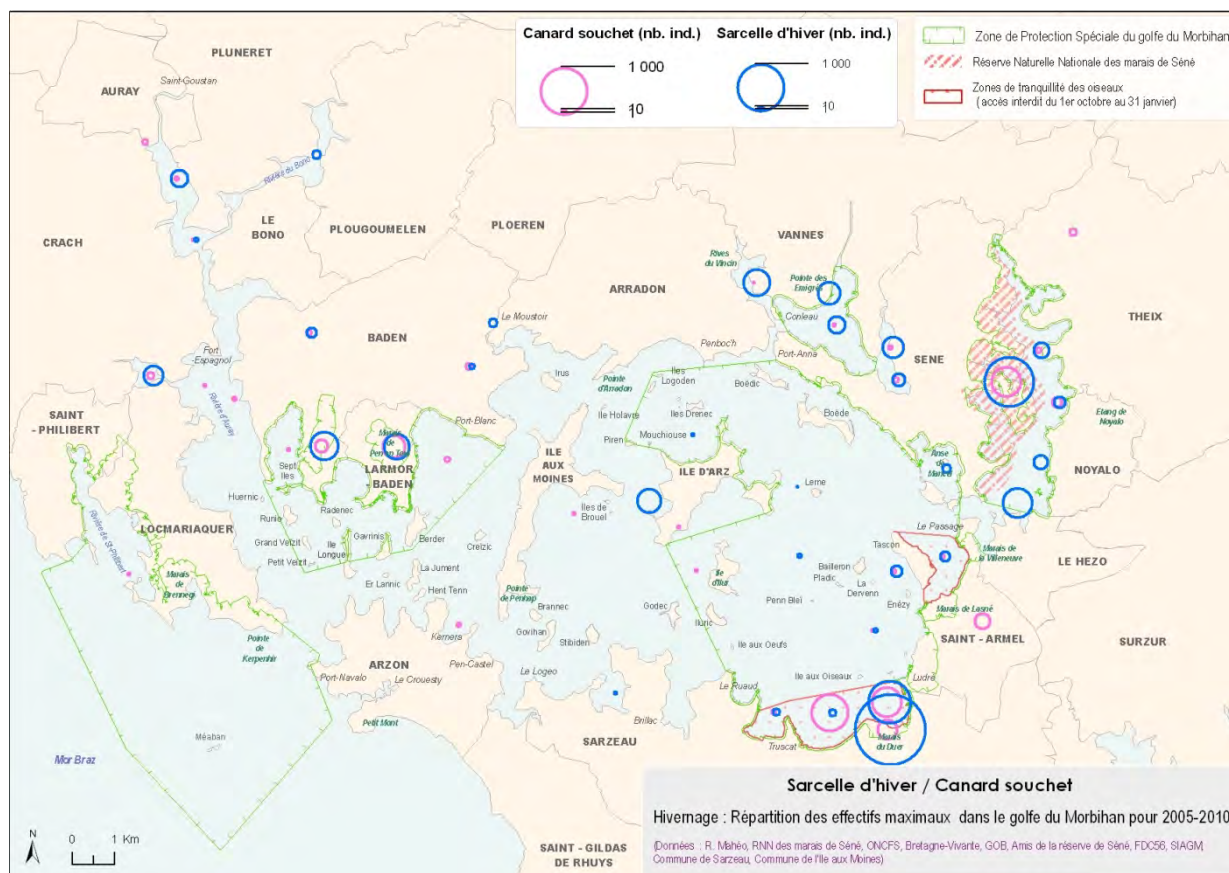 Canard souchet (nb. ind.)
1 000
10
1
Sarcelle d'hiver (nb. ind.)
1 000
10
1
Zone de Protection Spéciale du golfe du Morbihan
Réserve Naturelle Nationale des marais de Séné
Zones de tranquillité des oiseaux
(accès interdit du 1er octobre au 31 janvier)
PLUNERET
Saint-Goustan
AURAY
Rivière du Bono
LE
BONO
PLOUGOUMELEN
PLOEREN
CRACH
VANNES
Rives
du Vincin
Pointe des
Emigrés
Conleau
ARRADON
THEIX
BADEN
Le Moustoir
SENE
Penboc'h
Port-Anna
Fort
Espagnol
Rivière d'Auray
Irus
Pointe
d'Arradon
Iles
Logoden
Boëdic
SAINT
- PHILIBERT
Port-Blanc
Ile Holavre
Iles Drenec
Boëde
Etang de
Noyalo
Piren
Mouchiouse
Marais
de
LARMOR
- BADEN
Sept
Iles
ILE
AUX
MOINES
ILE D'ARZ
Anse
de
NOYALO
Huernic
Radenec
Lerne
Iles de
Brouel
Runio
LOCMARIAQUER
Gavrinis
Berder
Le Passage
Rivière de St-Philibert
Grand Veizit
Ile
Longue
Creizic
Tascon
Marais de
la Villeneuve
LE HEZO
Petit Veizit
La Jument
Er Lannic
Hent Tenn
Pointe
de Penhap
Ile
d'Ilur
Bailleron
Pladic
La
Dervenn
Marais de
Brennegi
Brannec
Godec
Penn Bleï
Enézy
Marais de Lasné
Iluric
SAINT - ARMEL
Pointe
de
Kerpenhir
Kernera
Govihan
Stibiden
Ile aux Oeufs
SURZUR
ARZON
Pen-Castel
Port-Navalo
Le Crouesty
Le Logeo
Ile aux Oiseaux
Le Ruaud
Ludré
Petit Mont
Brillac
Méaban
SARZEAU
Truscat
Marais
du Duer
Mor Braz
N
0
1 Km
SAINT - GILDAS
DE RHUYS
Sarcelle d'hiver / Canard souchet
Hivernage : Répartition des effectifs maximaux dans le golfe du Morbihan pour 2005-2010
(Données : R. Mahéo, RNN des marais de Séné, ONCFS, Bretagne-Vivante, GOB, Amis de la réserve de Séné, FDC56, SIAGM,
Commune de Sarzeau, Commune de l'Ile aux Moines)